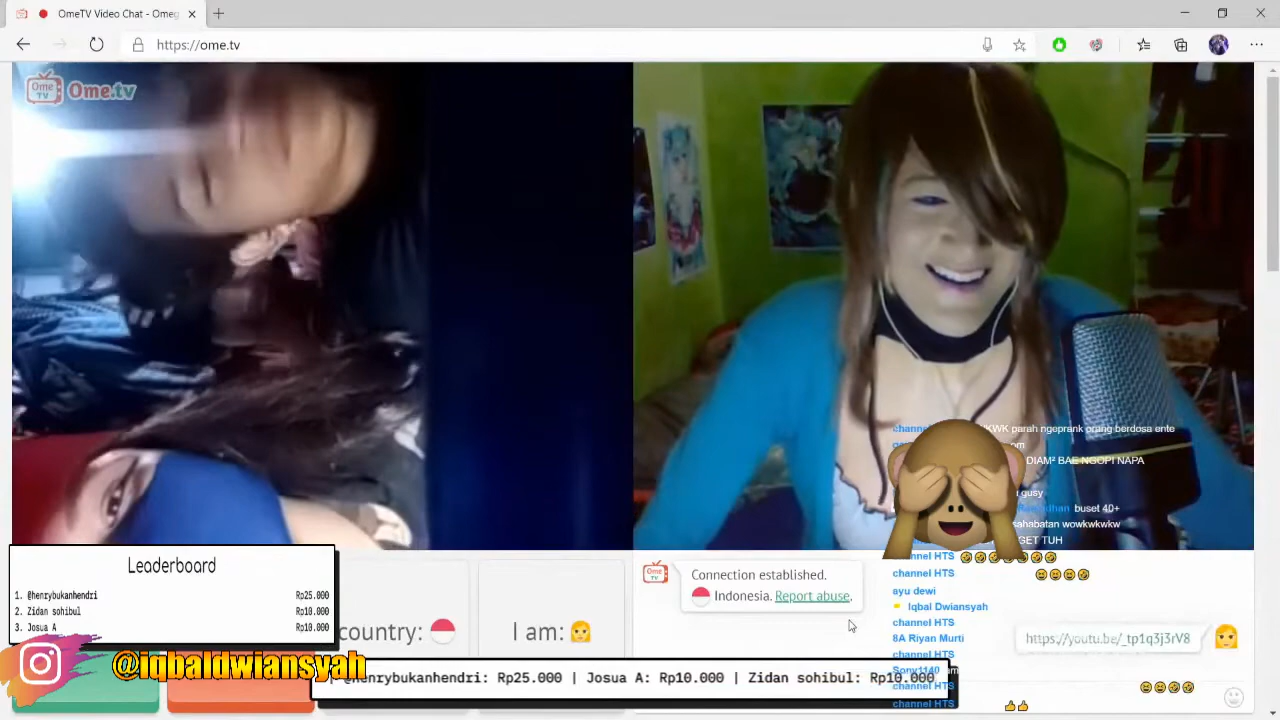 OmeTV Video Chat - Omeg
https://ome.tv
Ome TV Ome.tv
parah ngeprank orang berdosa ente
DIAM² BAE NGOPI NAPA
gusy
buset 40+
sahabatan wowkwkwkw
GET TUH
channel HTS
channel HTS
ayu dewi
Iqbal Dwiansyah
channel HTS
8A Riyan Murti
channel HTS
Sony1140
channel HTS
channel HTS
Connection established.
Indonesia. Report abuse.
https://youtu.be/_tp1q3j3rV8
Leaderboard
1. @henrybukanhendri Rp25.000
2. Zidan sohibul Rp10.000
3. Josua A Rp10.000
country:
I am:
@iqbaldwiansyah
@henrybukanhendri: Rp25.000 | Josua A: Rp10.000 | Zidan sohibul: Rp10.000